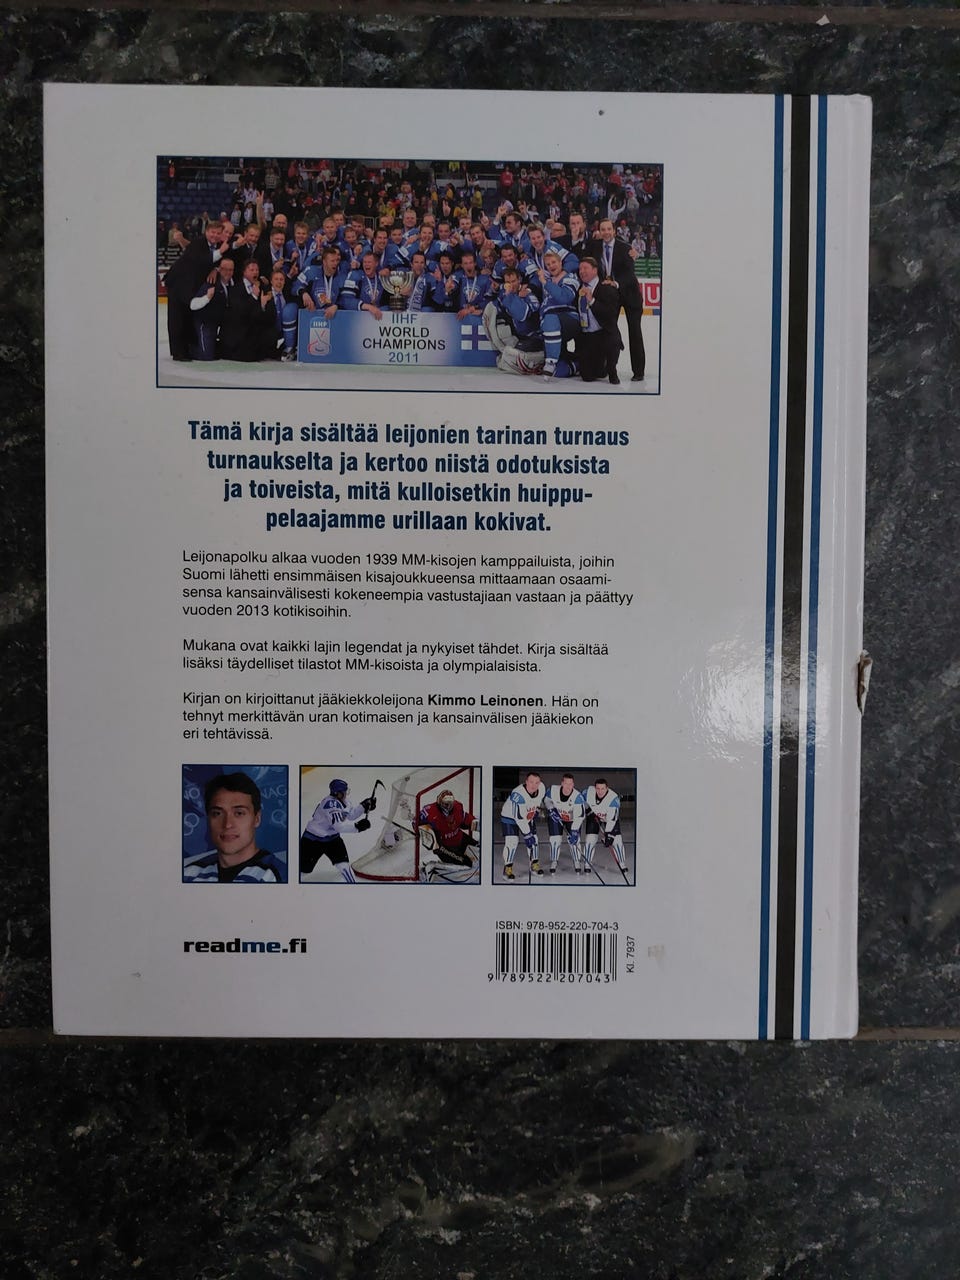 IIHF
WORLD
CHAMPIONS
2011
IIHF
U
Tämä kirja sisältää leijonien tarinan turnaus
turnaukselta ja kertoo niistä odotuksista
ja toiveista, mitä kulloisetkin huippu-
pelaajamme urillaan kokivat.
Leijonapolku alkaa vuoden 1939 MM-kisojen kamppailuista, joihin
Suomi lähetti ensimmäisen kisajoukkueensa mittaamaan osaami-
sensa kansainvälisesti kokeneempia vastustajiaan vastaan ja päättyy
vuoden 2013 kotikisoihin.
Mukana ovat kaikki lajin legendat ja nykyiset tähdet. Kirja sisältää
lisäksi täydelliset tilastot MM-kisoista ja olympialaisista.
Kirjan on kirjoittanut jääkiekkoleijona Kimmo Leinonen. Hän on
tehnyt merkittävän uran kotimaisen ja kansainvälisen jääkiekon
eri tehtävissä.
readme.fi
ISBN: 978-952-220-704-3
9 789522 207043
Kl. 7937